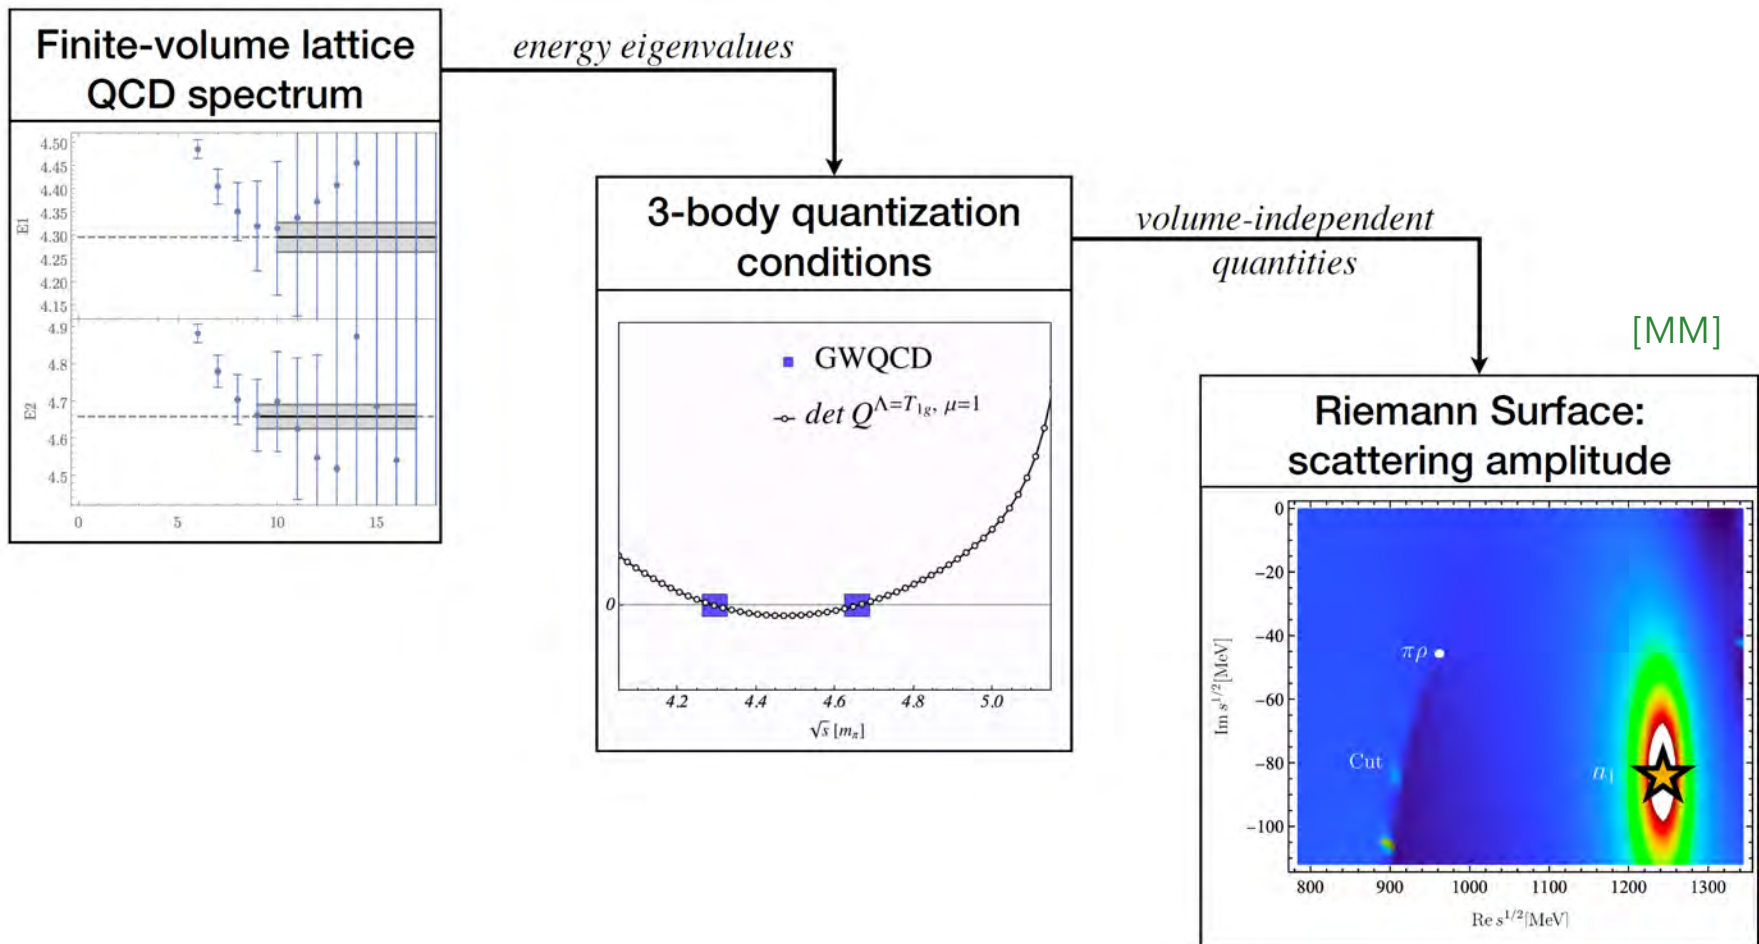 Finite-volume lattice
QCD spectrum
energy eigenvalues
4.50
4.45
4.40
4.35
4.30
4.25
4.20
4.15
E1
4.9
4.8
4.7
4.6
4.5
E2
0 5 10 15
3-body quantization
conditions
GWQCD
det Q^{Λ=T_{1g}, μ=1}
0
4.2 4.4 4.6 4.8 5.0
√s [m_π]
volume-independent
quantities
[MM]
Riemann Surface:
scattering amplitude
0
−20
−40
−60
−80
−100
Im s^{1/2}[MeV]
πρ
Cut
a_1
800 900 1000 1100 1200 1300
Re s^{1/2}[MeV]